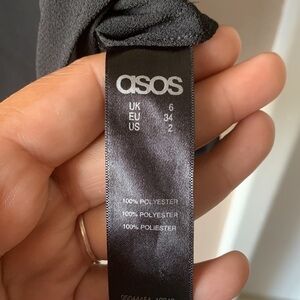 asos
UK 6
EU 34
US 2
100% POLYESTER
100% POLYESTER
100% POLIESTER